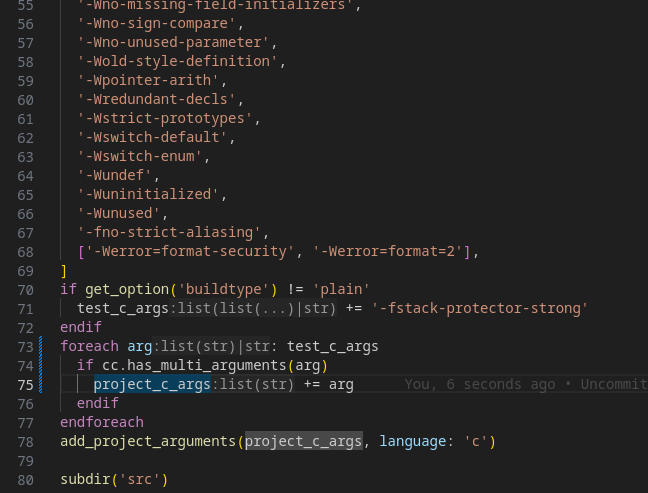 55 '-Wno-missing-field-initializers',
56 '-Wno-sign-compare',
57 '-Wno-unused-parameter',
58 '-Wold-style-definition',
59 '-Wpointer-arith',
60 '-Wredundant-decls',
61 '-Wstrict-prototypes',
62 '-Wswitch-default',
63 '-Wswitch-enum',
64 '-Wundef',
65 '-Wuninitialized',
66 '-Wunused',
67 '-fno-strict-aliasing',
68 ['-Werror=format-security', '-Werror=format=2'],
69 ]
70 if get_option('buildtype') != 'plain'
71 test_c_args:list(list(...)|str) += '-fstack-protector-strong'
72 endif
73 foreach arg:list(str)|str: test_c_args
74 if cc.has_multi_arguments(arg)
75 project_c_args:list(str) += arg You, 6 seconds ago • Uncommit
76 endif
77 endforeach
78 add_project_arguments(project_c_args, language: 'c')
79
80 subdir('src')